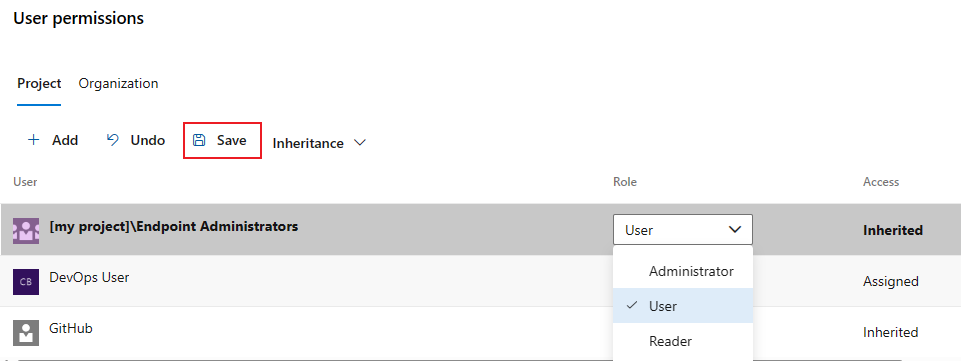 User permissions
Project Organization
Add Undo Save Inheritance
User Role Access
[my project]\Endpoint Administrators User Inherited
Administrator
CB DevOps User Assigned
User
GitHub Inherited
Reader